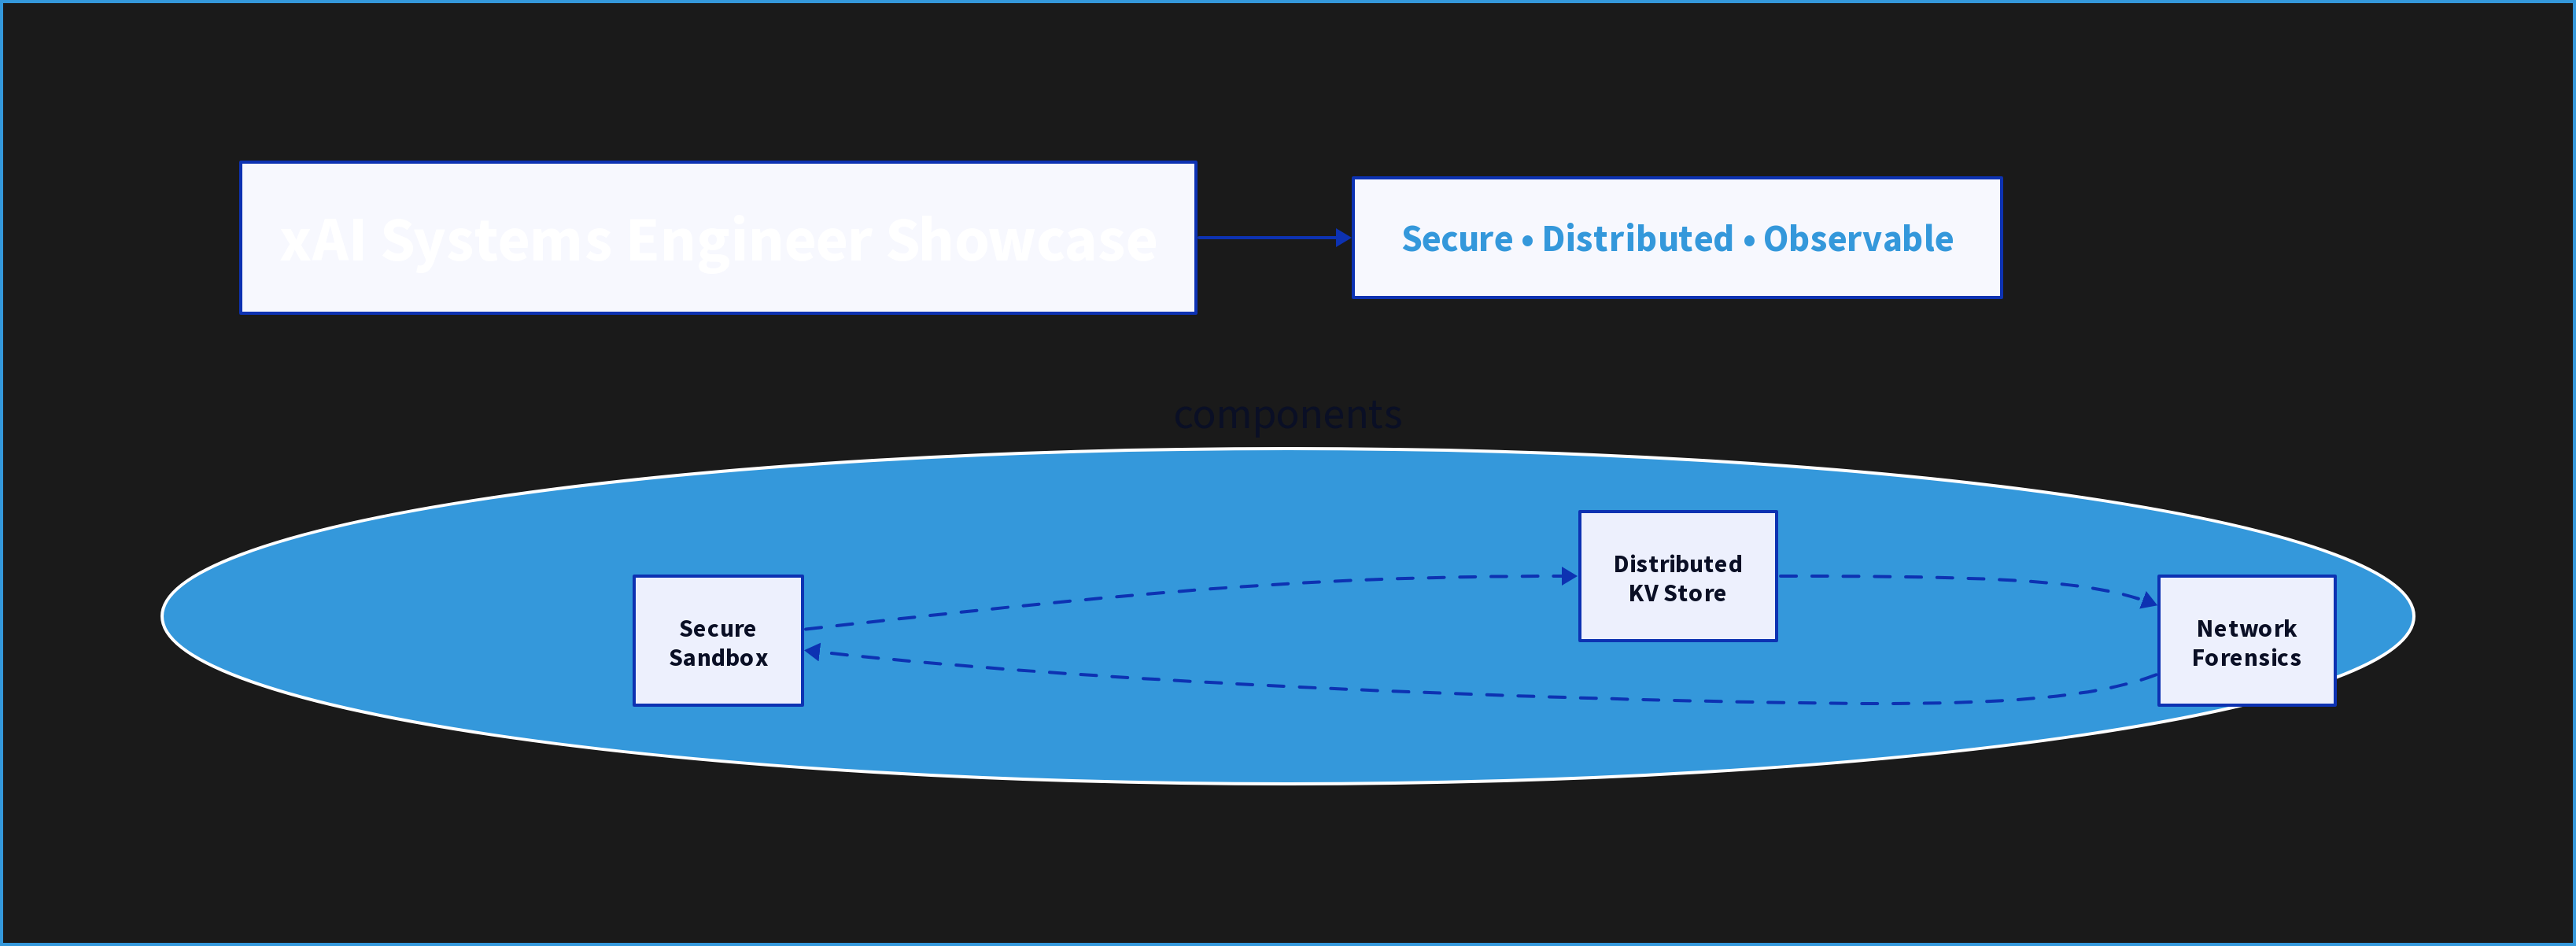 xAI Systems Engineer Showcase
Secure • Distributed • Observable
components
Distributed
KV Store
Secure
Sandbox
Network
Forensics